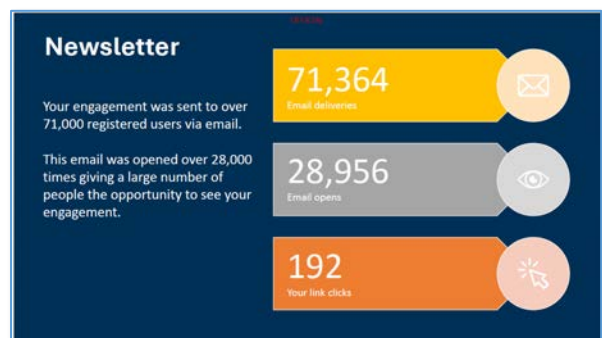 Newsletter
Your engagement was sent to over
71,000 registered users via email.
This email was opened over 28,000
times giving a large number of
people the opportunity to see your
engagement.
71,364
Email deliveries
28,956
Email opens
192
Your link clicks